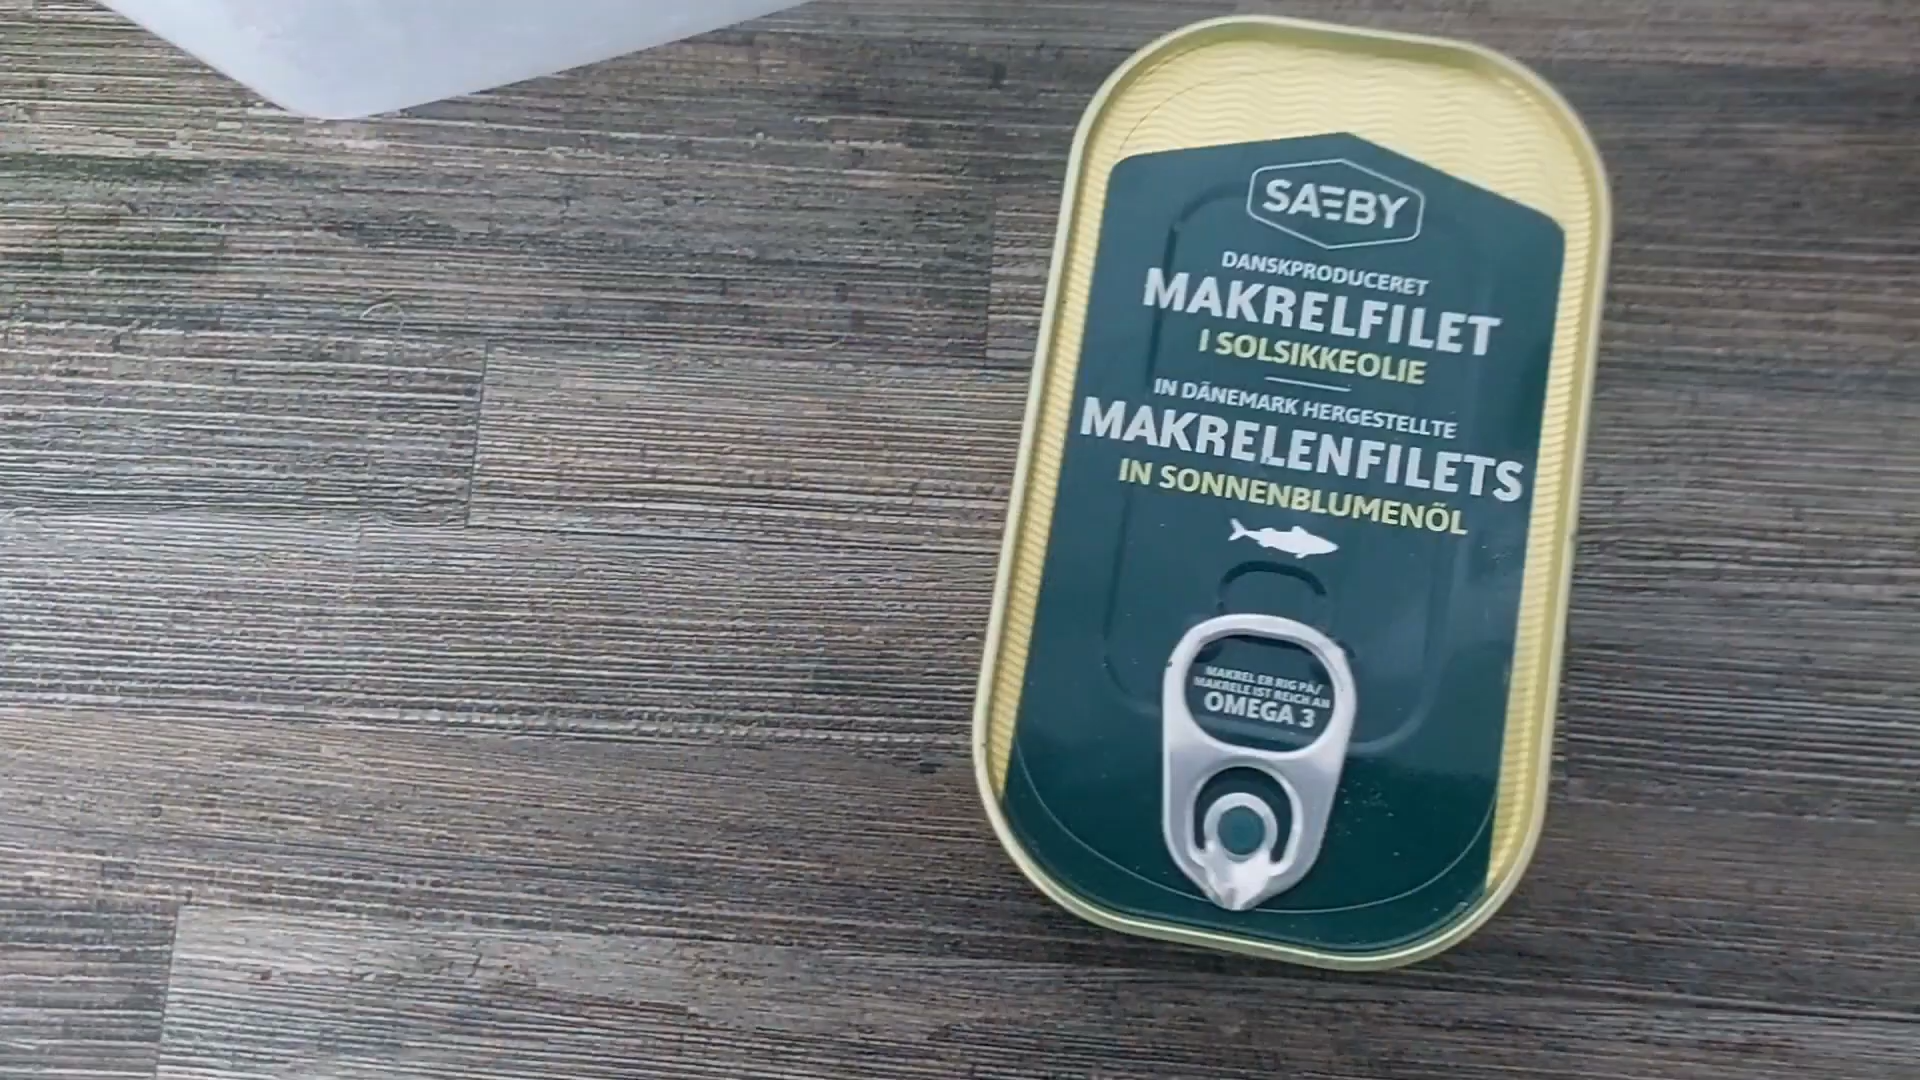 SAEBY
DANSKPRODUCERET
MAKRELFILET
I SOLSIKKEOLIE
IN DÄNEMARK HERGESTELLTE
MAKRELENFILETS
IN SONNENBLUMENÖL
MAKREL ER RIG PÅ/
MAKRELE IST REICH AN
OMEGA 3